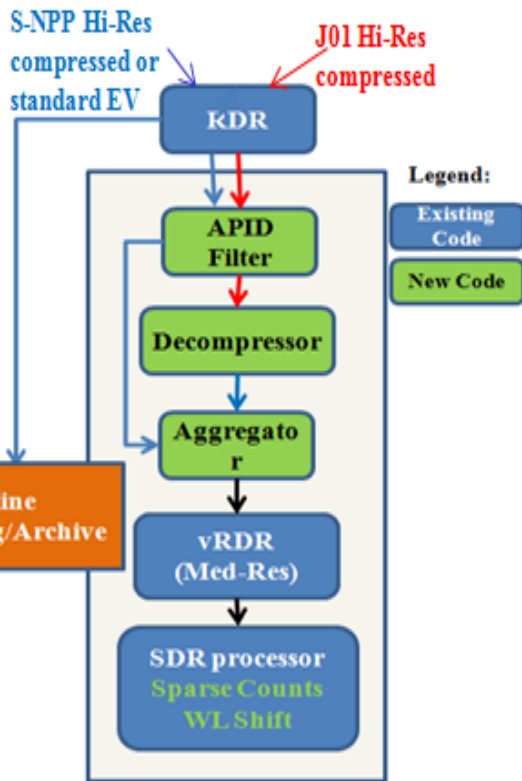 S-NPP Hi-Res
compressed or
standard EV
J01 Hi-Res
compressed
RDR
Legend:
Existing
Code
New Code
APID
Filter
Decompressor
Aggregato
r
/Archive
vRDR
(Med-Res)
SDR processor
Sparse Counts
WL Shift